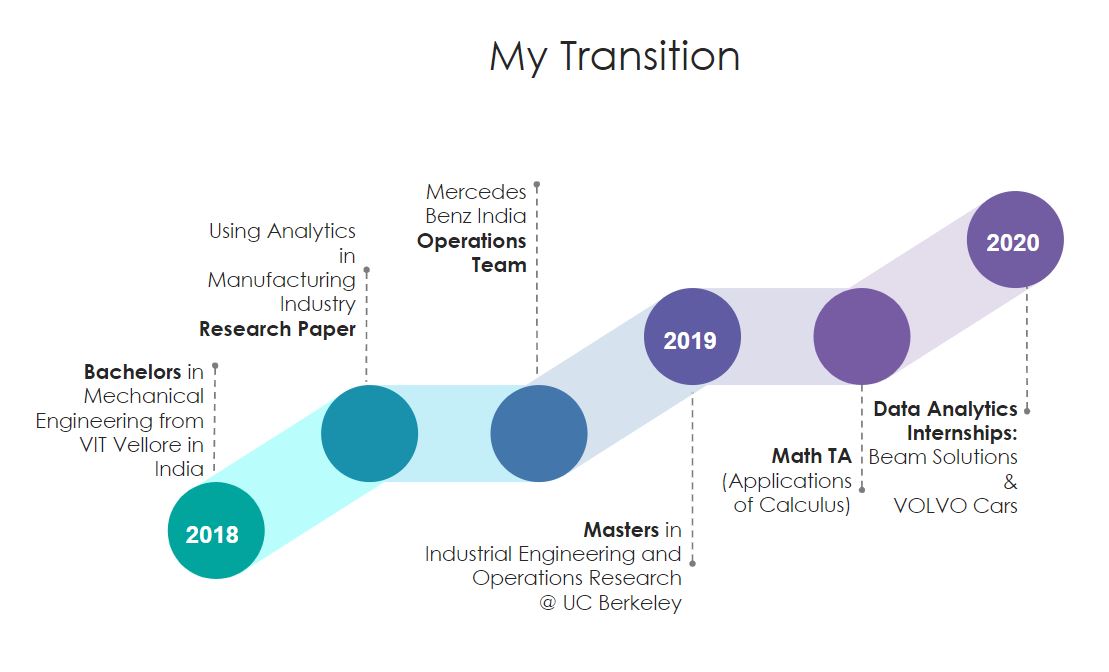 My Transition
Bachelors in
Mechanical
Engineering from
VIT Vellore in
India
2018
Using Analytics
in
Manufacturing
Industry
Research Paper
Mercedes
Benz India
Operations
Team
2019
Masters in
Industrial Engineering and
Operations Research
@ UC Berkeley
Math TA
(Applications
of Calculus)
2020
Data Analytics
Internships:
Beam Solutions
&
VOLVO Cars